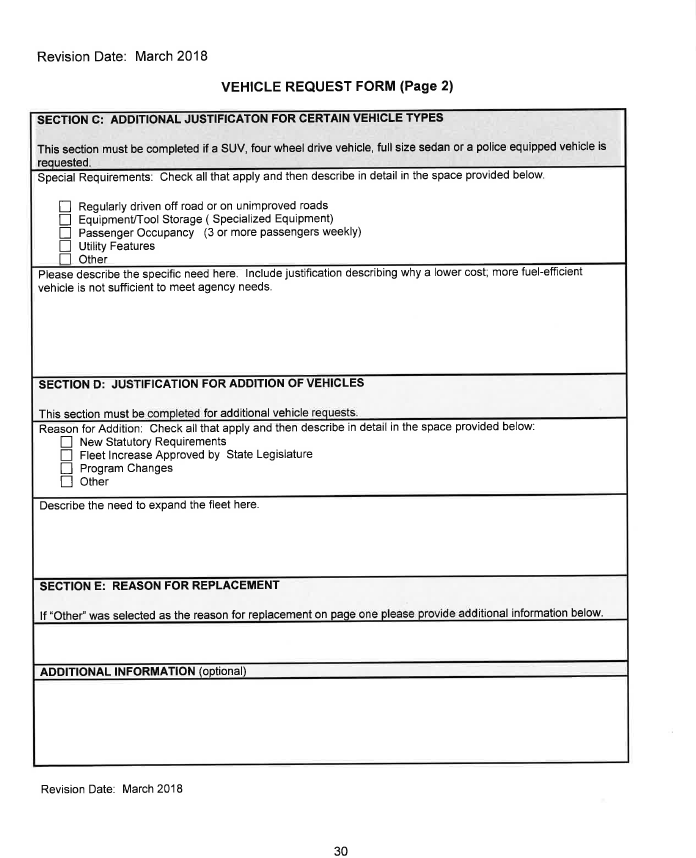 Revision Date: March 2018
VEHICLE REQUEST FORM (Page 2)
SECTION C: ADDITIONAL JUSTIFICATON FOR CERTAIN VEHICLE TYPES
This section must be completed if a SUV, four wheel drive vehicle, full size sedan or a police equipped vehicle is
requested.
Special Requirements: Check all that apply and then describe in detail in the space provided below.
Regularly driven off road or on unimproved roads
Equipment/Tool Storage ( Specialized Equipment)
Passenger Occupancy (3 or more passengers weekly)
Utility Features
Other
Please describe the specific need here. Include justification describing why a lower cost; more fuel-efficient
vehicle is not sufficient to meet agency needs.
SECTION D: JUSTIFICATION FOR ADDITION OF VEHICLES
This section must be completed for additional vehicle requests.
Reason for Addition: Check all that apply and then describe in detail in the space provided below:
New Statutory Requirements
Fleet Increase Approved by State Legislature
Program Changes
Other
Describe the need to expand the fleet here.
SECTION E: REASON FOR REPLACEMENT
If "Other" was selected as the reason for replacement on page one please provide additional information below.
ADDITIONAL INFORMATION (optional)
Revision Date: March 2018
30